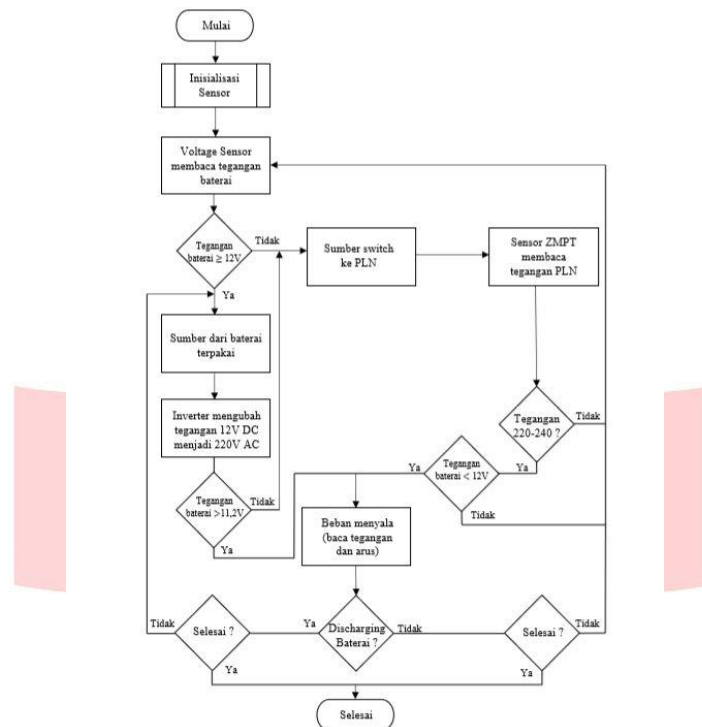 Mulai
Inisialisasi
Sensor
Voltage Sensor
membaca tegangan
baterai
Tegangan
baterai ≥ 12V
Tidak
Ya
Sumber switch
ke PLN
Sensor ZMPT
membaca
tegangan PLN
Sumber dari baterai
terpakai
Inverter mengubah
tegangan 12V DC
menjadi 220V AC
Tegangan
220-240 ?
Tidak
Ya
Tegangan
baterai < 12V
Ya
Tidak
Tegangan
baterai >11,2V
Tidak
Ya
Beban menyala
(baca tegangan
dan arus)
Discharging
Baterai ?
Ya
Tidak
Selesai ?
Tidak
Ya
Selesai ?
Tidak
Ya
Selesai